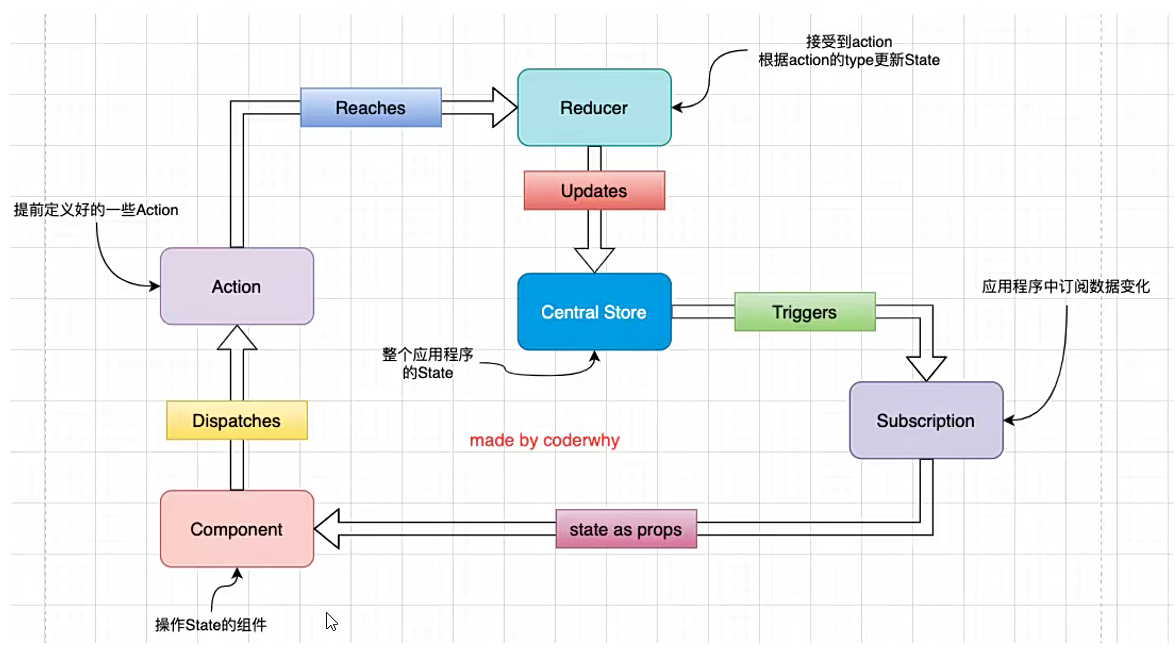 接受到action
根据action的type更新State
Reaches
Reducer
Updates
提前定义好的一些Action
Action
Central Store
Triggers
应用程序中订阅数据变化
整个应用程序
的State
Dispatches
Subscription
made by coderwhy
Component
state as props
操作State的组件